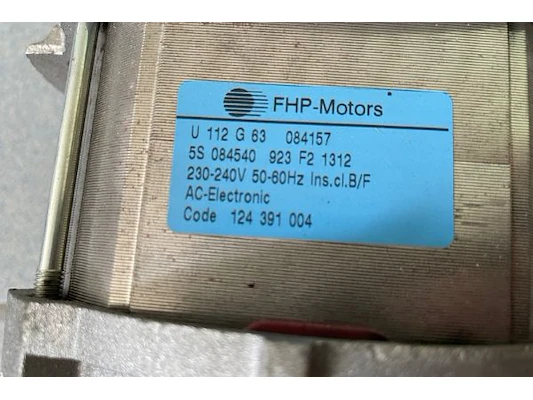 FHP-Motors
U 112 G 63 084157
5S 084540 923 F2 1312
230-240V 50-60Hz Ins.cl.B/F
AC-Electronic
Code 124 391 004